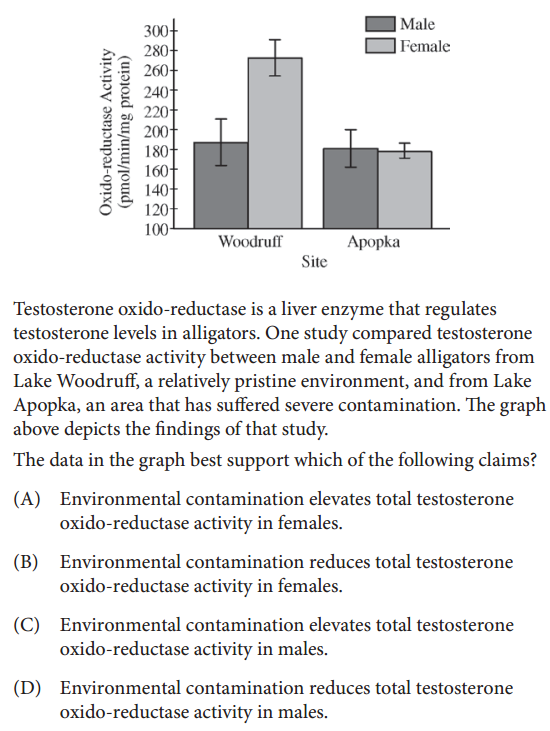 Male
Female
Oxido-reductase Activity
(pmol/min/mg protein)
300
280
260
240
220
200
180
160
140
120
100
Woodruff
Apopka
Site
Testosterone oxido-reductase is a liver enzyme that regulates
testosterone levels in alligators. One study compared testosterone
oxido-reductase activity between male and female alligators from
Lake Woodruff, a relatively pristine environment, and from Lake
Apopka, an area that has suffered severe contamination. The graph
above depicts the findings of that study.
The data in the graph best support which of the following claims?
(A) Environmental contamination elevates total testosterone
oxido-reductase activity in females.
(B) Environmental contamination reduces total testosterone
oxido-reductase activity in females.
(C) Environmental contamination elevates total testosterone
oxido-reductase activity in males.
(D) Environmental contamination reduces total testosterone
oxido-reductase activity in males.